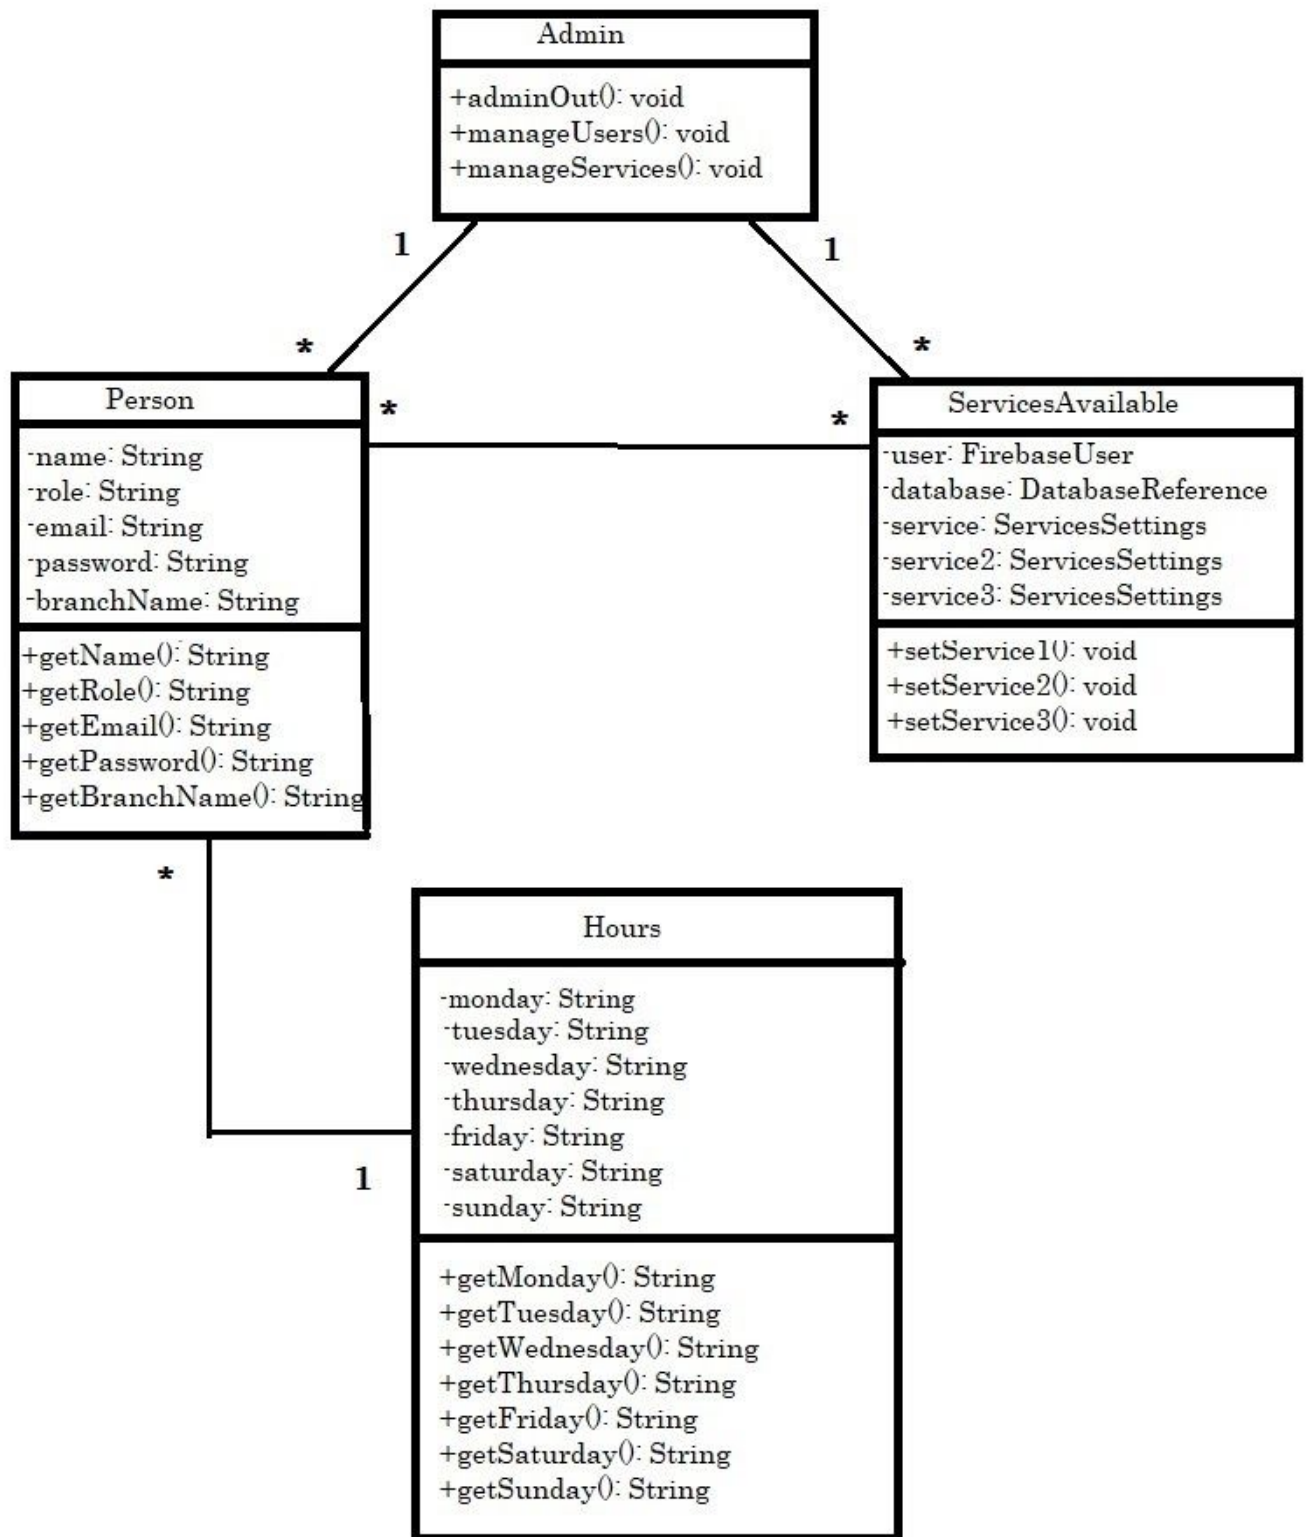 Admin
+adminOut(): void
+manageUsers(): void
+manageServices(): void
1
1
*
*
Person
-name: String
-role: String
-email: String
-password: String
-branchName: String
+getName(): String
+getRole(): String
+getEmail(): String
+getPassword(): String
+getBranchName(): String
*
*
ServicesAvailable
-user: FirebaseUser
-database: DatabaseReference
-service: ServicesSettings
-service2: ServicesSettings
-service3: ServicesSettings
+setService1(): void
+setService2(): void
+setService3(): void
*
1
Hours
-monday: String
-tuesday: String
-wednesday: String
-thursday: String
-friday: String
-saturday: String
-sunday: String
+getMonday(): String
+getTuesday(): String
+getWednesday(): String
+getThursday(): String
+getFriday(): String
+getSaturday(): String
+getSunday(): String